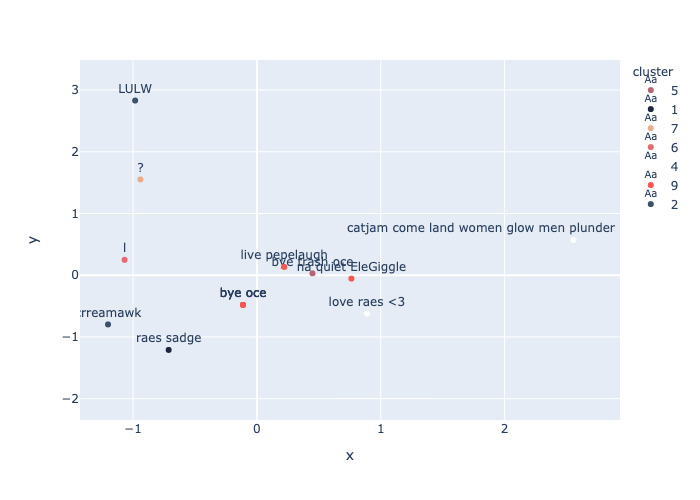 cluster
Aa
5
Aa
1
Aa
7
Aa
6
Aa
4
Aa
9
Aa
2
LULW
?
catjam come land women glow men plunder
I
live pepelaugh
bye trash oce
na quiet EleGiggle
bye oce
love raes <3
raes sadge
3
2
1
0
−1
−2
y
−1
0
1
2
x